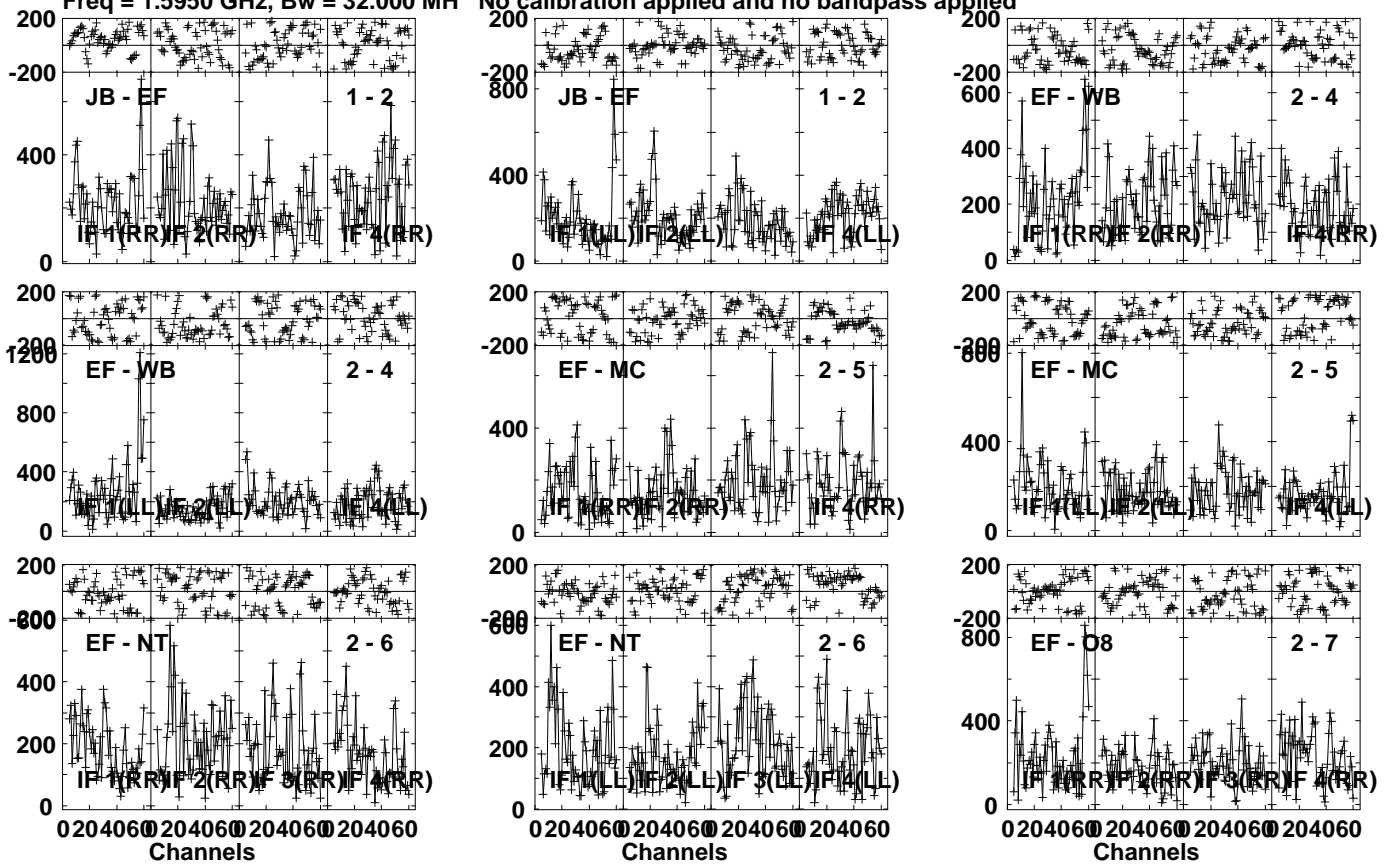 Freq = 1.5950 GHz, Bw = 32.000 MH No calibration applied and no bandpass applied
200
-200
JB - EF 1 - 2
400
0
IF 1(RR) IF 2(RR) IF 4(RR)
200
-200
800
JB - EF 1 - 2
400
0
IF 1(LL) IF 2(LL) IF 4(LL)
200
-200
600
EF - WB 2 - 4
400
200
0
IF 1(RR) IF 2(RR) IF 4(RR)
200
-200
1200
EF - WB 2 - 4
800
400
0
IF 1(LL) IF 2(LL) IF 4(LL)
200
-200
EF - MC 2 - 5
400
0
IF 1(RR) IF 2(RR) IF 4(RR)
200
-200
800
EF - MC 2 - 5
400
0
IF 1(LL) IF 2(LL) IF 4(LL)
200
-200
600
EF - NT 2 - 6
400
200
0
IF 1(RR) IF 2(RR) IF 3(RR) IF 4(RR)
0 20 40 60 0 20 40 60 0 20 40 60 0 20 40 60
Channels
200
-200
600
EF - NT 2 - 6
400
200
0
IF 1(LL) IF 2(LL) IF 3(LL) IF 4(LL)
0 20 40 60 0 20 40 60 0 20 40 60 0 20 40 60
Channels
200
-200
800
EF - O8 2 - 7
400
0
IF 1(RR) IF 2(RR) IF 3(RR) IF 4(RR)
0 20 40 60 0 20 40 60 0 20 40 60 0 20 40 60
Channels